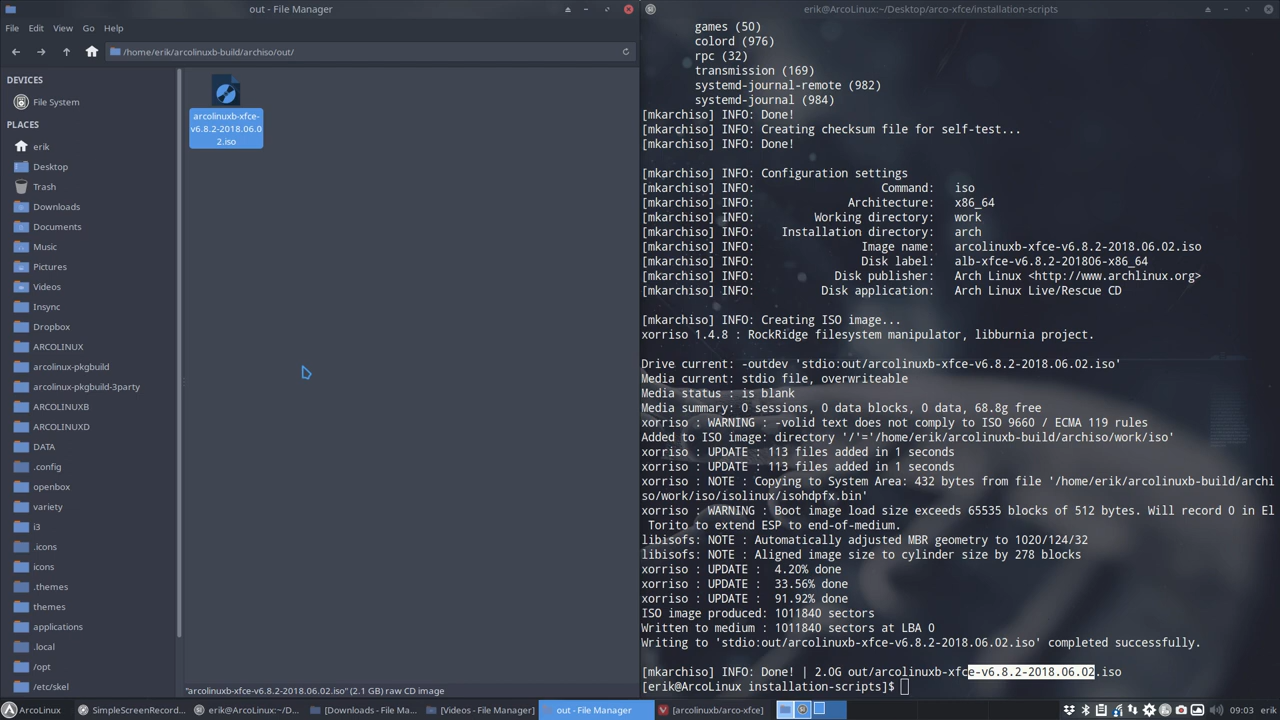 out - File Manager
File Edit View Go Help
/home/erik/arcolinuxb-build/archiso/out/
DEVICES
File System
PLACES
erik
Desktop
Trash
Downloads
Documents
Music
Pictures
Videos
Insync
Dropbox
ARCOLINUX
arcolinux-pkgbuild
arcolinux-pkgbuild-3party
ARCOLINUXB
ARCOLINUXD
DATA
.config
openbox
variety
i3
.icons
icons
.themes
themes
applications
.local
/opt
/etc/skel
arcolinuxb-xfce-
v6.8.2-2018.06.0
2.iso
"arcolinuxb-xfce-v6.8.2-2018.06.02.iso" (2.1 GB) raw CD image
erik@ArcoLinux:~/Desktop/arco-xfce/installation-scripts
games (50)
colord (976)
rpc (32)
transmission (169)
systemd-journal-remote (982)
systemd-journal (984)
[mkarchiso] INFO: Done!
[mkarchiso] INFO: Creating checksum file for self-test...
[mkarchiso] INFO: Done!
[mkarchiso] INFO: Configuration settings
[mkarchiso] INFO: Command: iso
[mkarchiso] INFO: Architecture: x86_64
[mkarchiso] INFO: Working directory: work
[mkarchiso] INFO: Installation directory: arch
[mkarchiso] INFO: Image name: arcolinuxb-xfce-v6.8.2-2018.06.02.iso
[mkarchiso] INFO: Disk label: alb-xfce-v6.8.2-201806-x86_64
[mkarchiso] INFO: Disk publisher: Arch Linux <http://www.archlinux.org>
[mkarchiso] INFO: Disk application: Arch Linux Live/Rescue CD
[mkarchiso] INFO: Creating ISO image...
xorriso 1.4.8 : RockRidge filesystem manipulator, libburnia project.
Drive current: -outdev 'stdio:out/arcolinuxb-xfce-v6.8.2-2018.06.02.iso'
Media current: stdio file, overwriteable
Media status : is blank
Media summary: 0 sessions, 0 data blocks, 0 data, 68.8g free
xorriso : WARNING : -volid text does not comply to ISO 9660 / ECMA 119 rules
Added to ISO image: directory '/'='/home/erik/arcolinuxb-build/archiso/work/iso'
xorriso : UPDATE : 113 files added in 1 seconds
xorriso : UPDATE : 113 files added in 1 seconds
xorriso : NOTE : Copying to System Area: 432 bytes from file '/home/erik/arcolinuxb-build/archi
so/work/iso/isolinux/isohdpfx.bin'
xorriso : WARNING : Boot image load size exceeds 65535 blocks of 512 bytes. Will record 0 in El
Torito to extend ESP to end-of-medium.
libisofs: NOTE : Automatically adjusted MBR geometry to 1020/124/32
libisofs: NOTE : Aligned image size to cylinder size by 278 blocks
xorriso : UPDATE : 4.20% done
xorriso : UPDATE : 33.56% done
xorriso : UPDATE : 91.92% done
ISO image produced: 1011840 sectors
Written to medium : 1011840 sectors at LBA 0
Writing to 'stdio:out/arcolinuxb-xfce-v6.8.2-2018.06.02.iso' completed successfully.
[mkarchiso] INFO: Done! | 2.0G out/arcolinuxb-xfce-v6.8.2-2018.06.02.iso
[erik@ArcoLinux installation-scripts]$
ArcoLinux SimpleScreenRecord... erik@ArcoLinux:~/D... [Downloads - File Ma... [Videos - File Manager] out - File Manager [arcolinuxb/arco-xfce] 09:03 erik